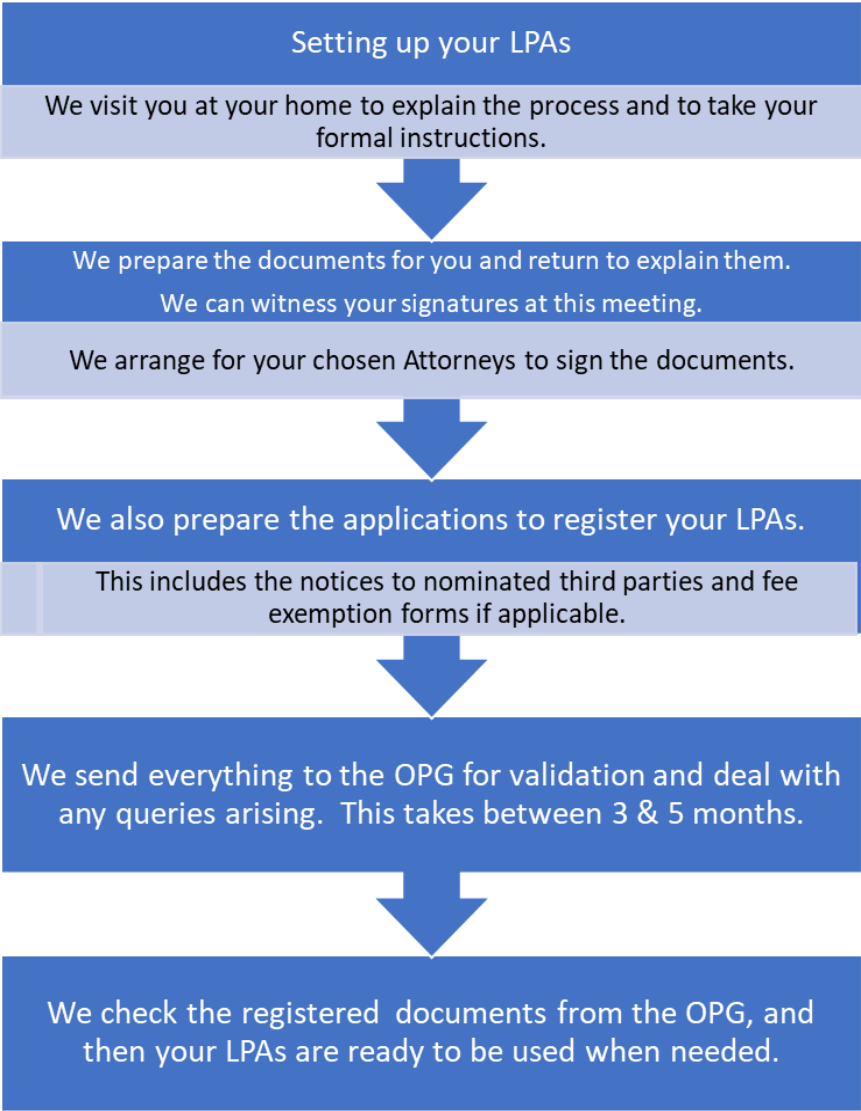 Setting up your LPAs
We visit you at your home to explain the process and to take your
formal instructions.
We prepare the documents for you and return to explain them.
We can witness your signatures at this meeting.
We arrange for your chosen Attorneys to sign the documents.
We also prepare the applications to register your LPAs.
This includes the notices to nominated third parties and fee
exemption forms if applicable.
We send everything to the OPG for validation and deal with
any queries arising.  This takes between 3 & 5 months.
We check the registered  documents from the OPG, and
then your LPAs are ready to be used when needed.